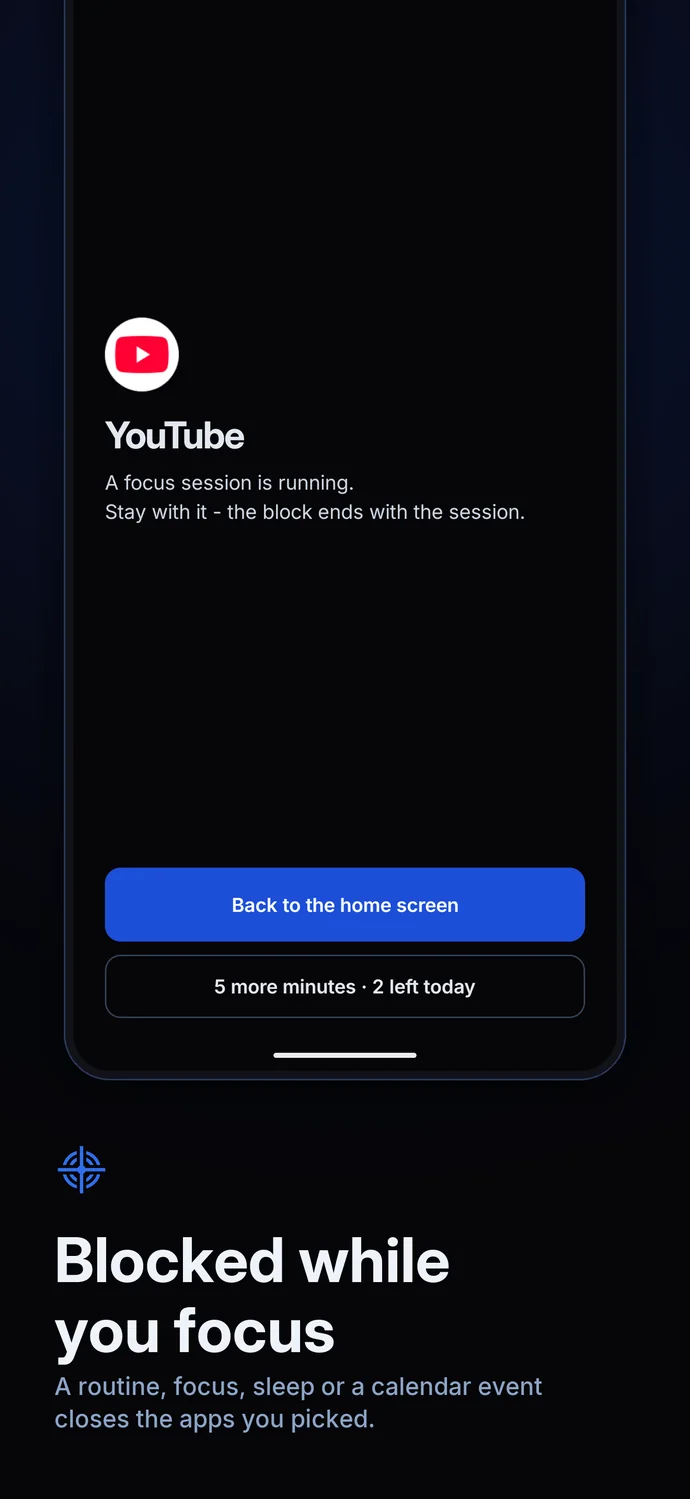 YouTube
A focus session is running.
Stay with it - the block ends with the session.
Back to the home screen
5 more minutes · 2 left today
Blocked while
you focus
A routine, focus, sleep or a calendar event
closes the apps you picked.